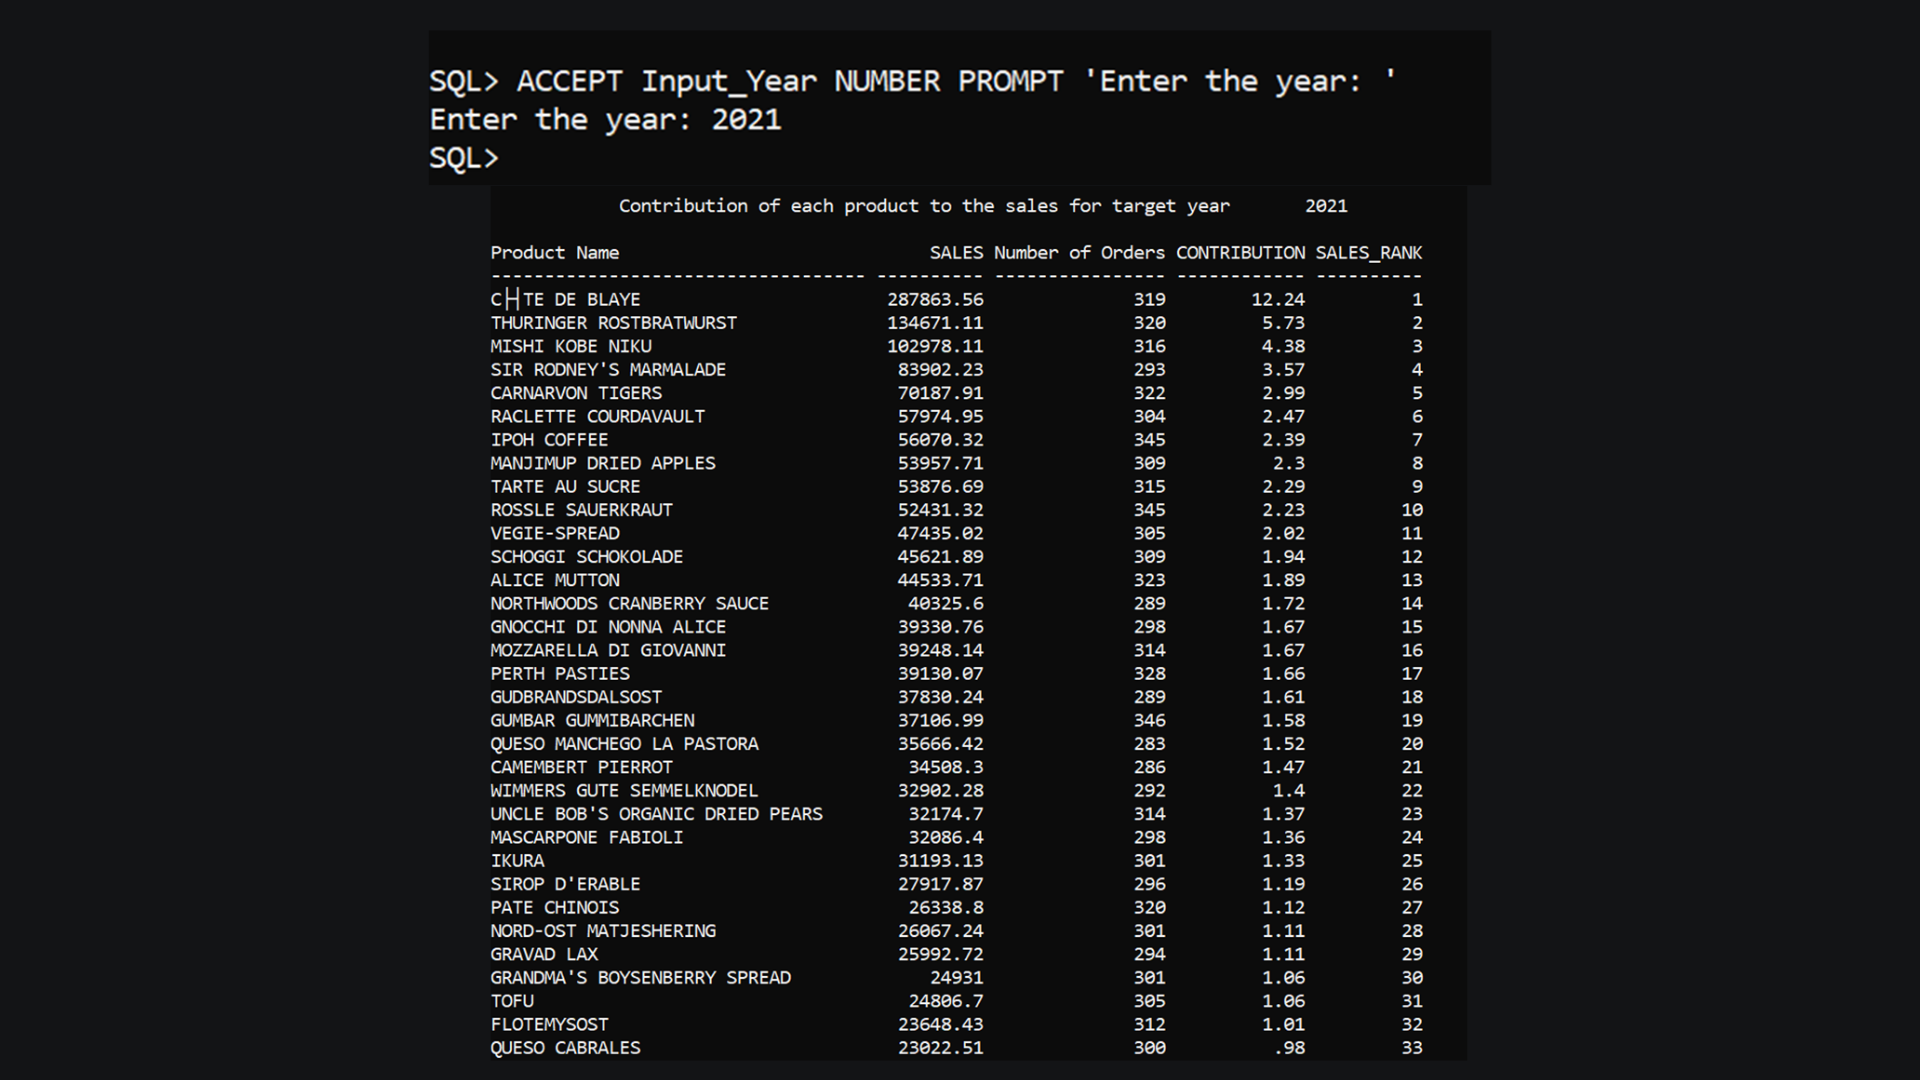 SQL> ACCEPT Input_Year NUMBER PROMPT 'Enter the year: '
Enter the year: 2021
SQL>
Contribution of each product to the sales for target year 2021
Product Name SALES Number of Orders CONTRIBUTION SALES_RANK
----------------------------------- ---------- ---------------- ------------ ----------
C├┤TE DE BLAYE 287863.56 319 12.24 1
THURINGER ROSTBRATWURST 134671.11 320 5.73 2
MISHI KOBE NIKU 102978.11 316 4.38 3
SIR RODNEY'S MARMALADE 83902.23 293 3.57 4
CARNARVON TIGERS 70187.91 322 2.99 5
RACLETTE COURDAVAULT 57974.95 304 2.47 6
IPOH COFFEE 56070.32 345 2.39 7
MANJIMUP DRIED APPLES 53957.71 309 2.3 8
TARTE AU SUCRE 53876.69 315 2.29 9
ROSSLE SAUERKRAUT 52431.32 345 2.23 10
VEGIE-SPREAD 47435.02 305 2.02 11
SCHOGGI SCHOKOLADE 45621.89 309 1.94 12
ALICE MUTTON 44533.71 323 1.89 13
NORTHWOODS CRANBERRY SAUCE 40325.6 289 1.72 14
GNOCCHI DI NONNA ALICE 39330.76 298 1.67 15
MOZZARELLA DI GIOVANNI 39248.14 314 1.67 16
PERTH PASTIES 39130.07 328 1.66 17
GUDBRANDSDALSOST 37830.24 289 1.61 18
GUMBAR GUMMIBARCHEN 37106.99 346 1.58 19
QUESO MANCHEGO LA PASTORA 35666.42 283 1.52 20
CAMEMBERT PIERROT 34508.3 286 1.47 21
WIMMERS GUTE SEMMELKNODEL 32902.28 292 1.4 22
UNCLE BOB'S ORGANIC DRIED PEARS 32174.7 314 1.37 23
MASCARPONE FABIOLI 32086.4 298 1.36 24
IKURA 31193.13 301 1.33 25
SIROP D'ERABLE 27917.87 296 1.19 26
PATE CHINOIS 26338.8 320 1.12 27
NORD-OST MATJESHERING 26067.24 301 1.11 28
GRAVAD LAX 25992.72 294 1.11 29
GRANDMA'S BOYSENBERRY SPREAD 24931 301 1.06 30
TOFU 24806.7 305 1.06 31
FLOTEMYSOST 23648.43 312 1.01 32
QUESO CABRALES 23022.51 300 .98 33